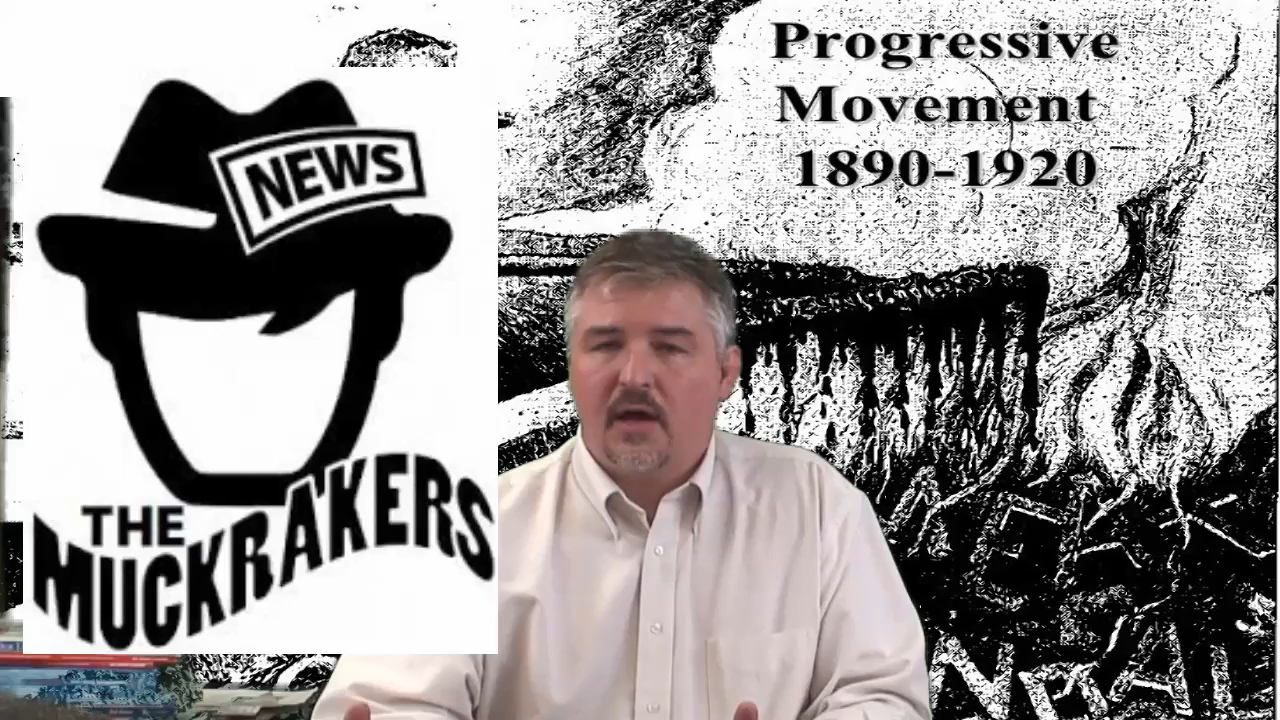 Progressive
Movement
1890-1920
NEWS
THE
MUCKRAKERS